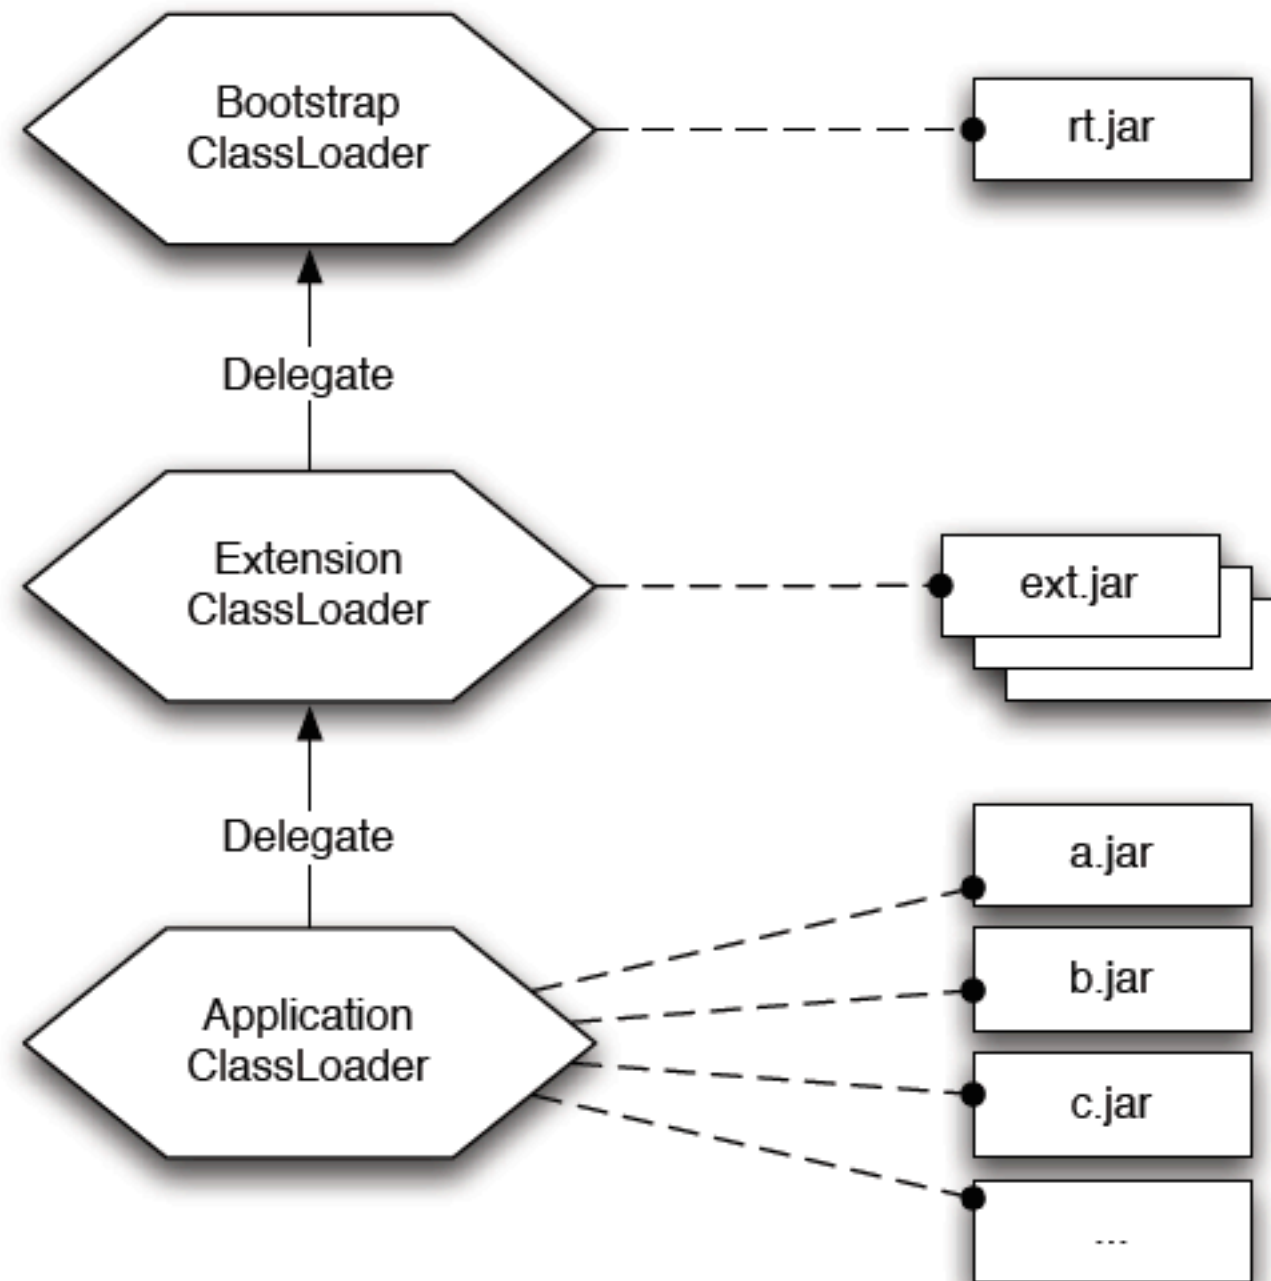 Bootstrap
ClassLoader
rt.jar
Delegate
Extension
ClassLoader
ext.jar
Delegate
a.jar
b.jar
Application
ClassLoader
c.jar
...